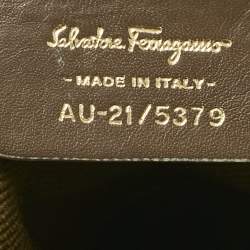 Salvatore Ferragamo
- MADE IN ITALY -
AU-21/5379